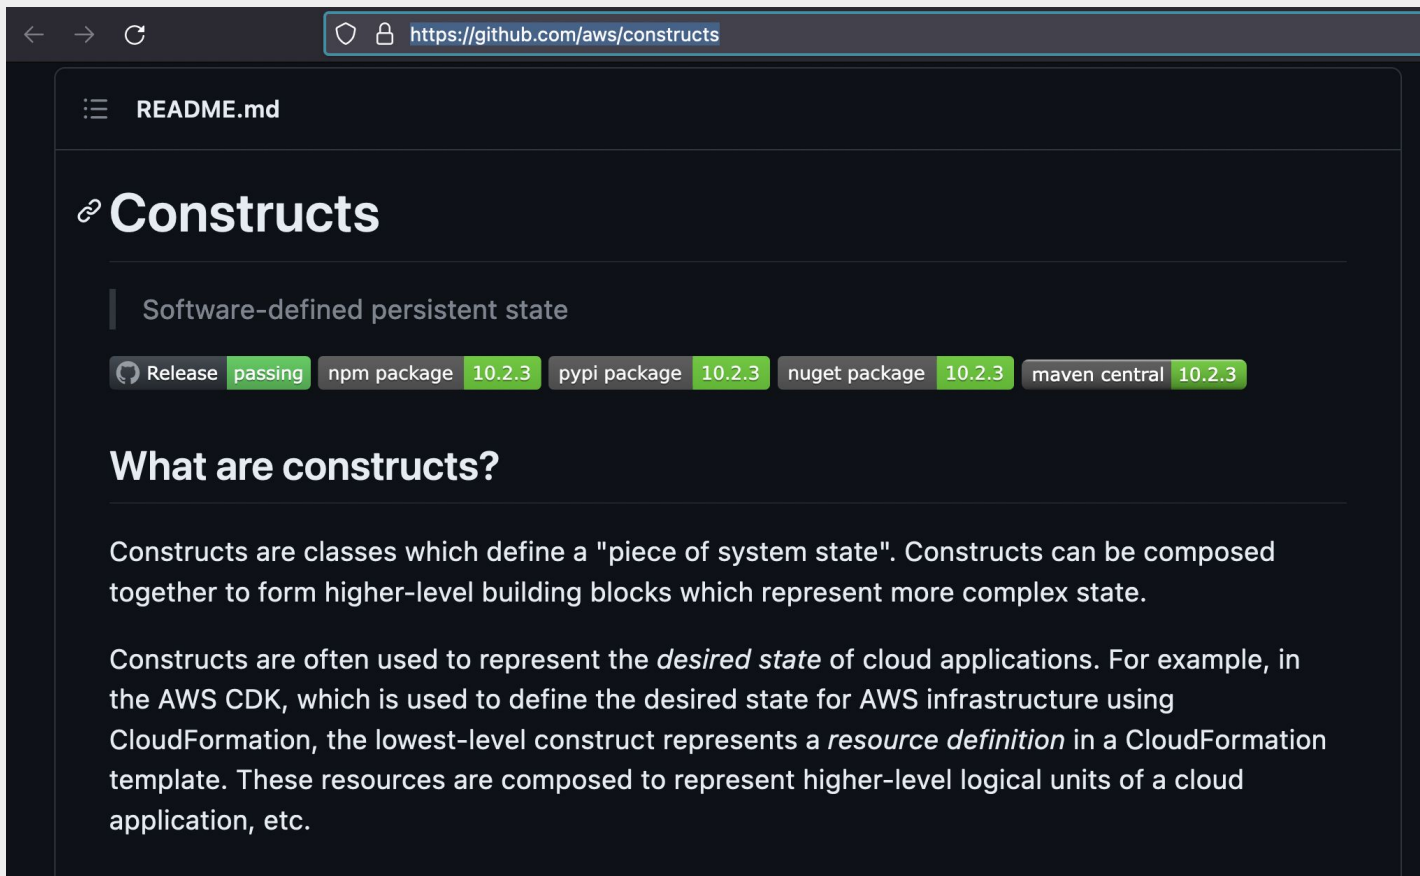 https://github.com/aws/constructs
README.md
Constructs
Software-defined persistent state
Release passing npm package 10.2.3 pypi package 10.2.3 nuget package 10.2.3 maven central 10.2.3
What are constructs?
Constructs are classes which define a "piece of system state". Constructs can be composed
together to form higher-level building blocks which represent more complex state.
Constructs are often used to represent the desired state of cloud applications. For example, in
the AWS CDK, which is used to define the desired state for AWS infrastructure using
CloudFormation, the lowest-level construct represents a resource definition in a CloudFormation
template. These resources are composed to represent higher-level logical units of a cloud
application, etc.